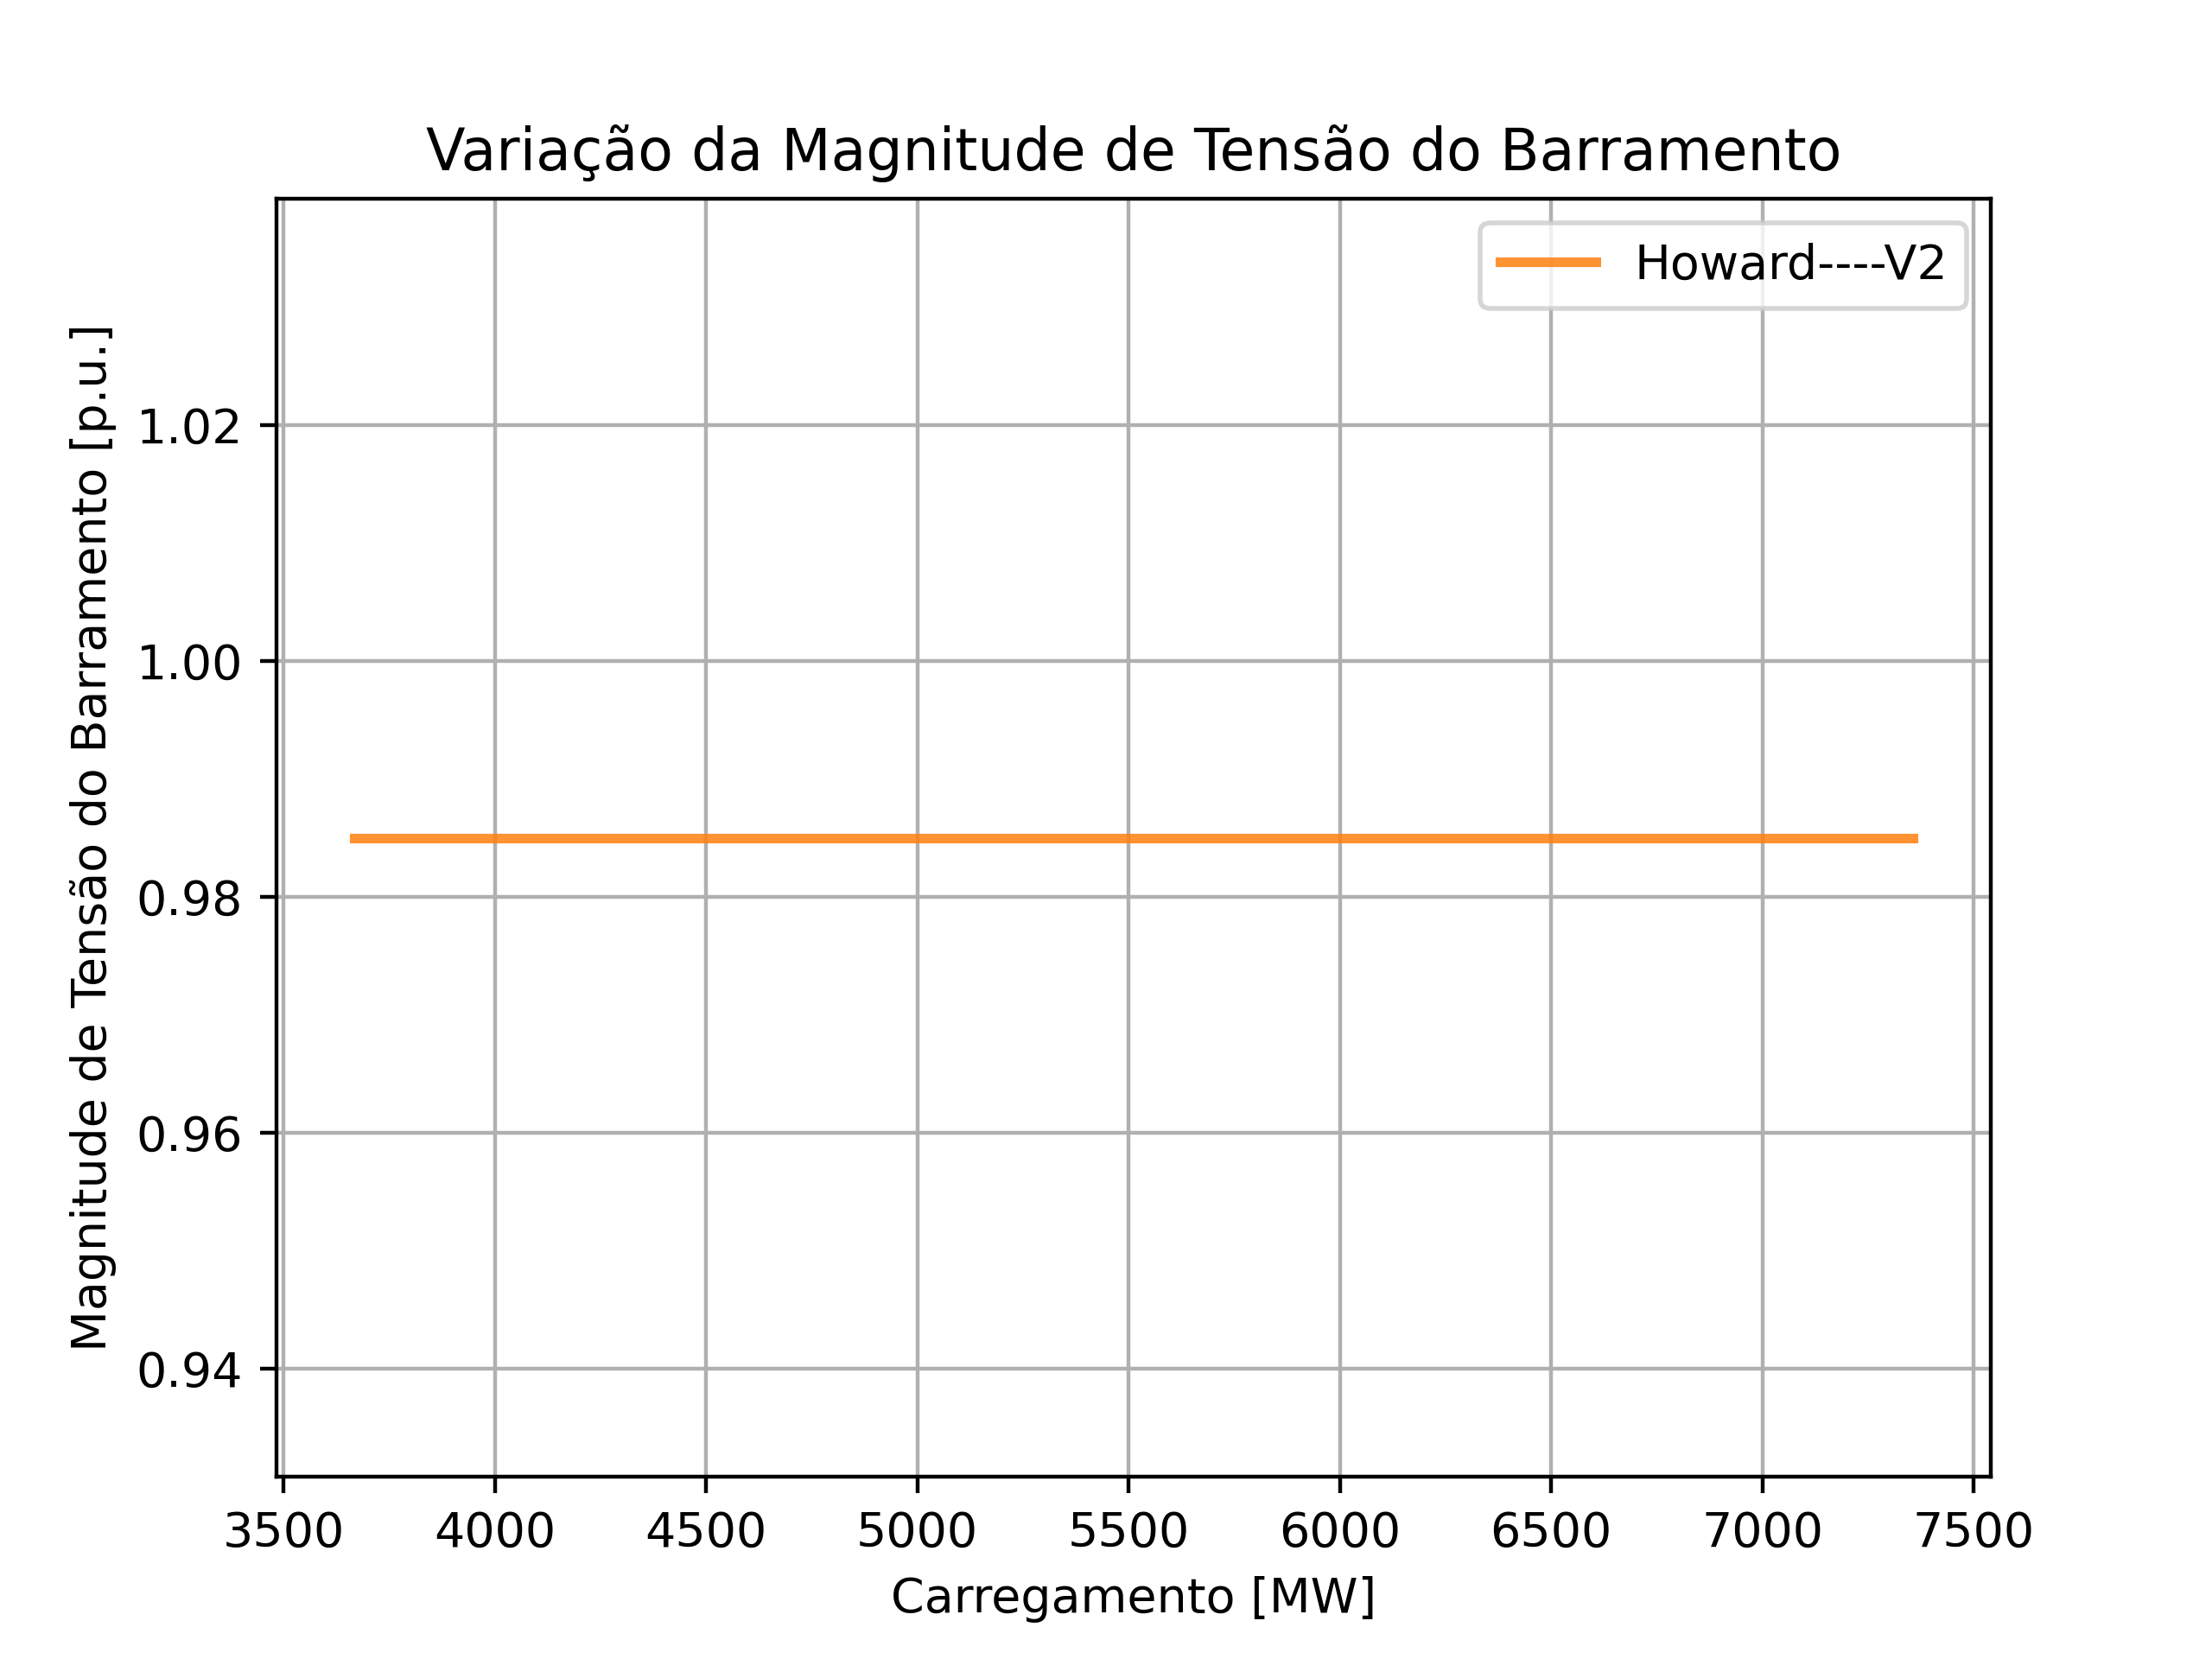 Variação da Magnitude de Tensão do Barramento
Howard----V2
Magnitude de Tensão do Barramento [p.u.]
1.02
1.00
0.98
0.96
0.94
3500 4000 4500 5000 5500 6000 6500 7000 7500
Carregamento [MW]